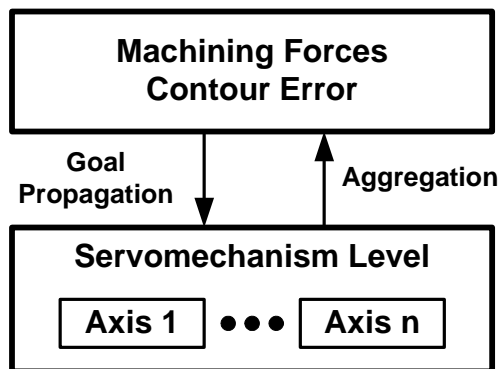 Machining Forces
Contour Error
Goal
Propagation
Aggregation
Servomechanism Level
Axis 1 ••• Axis n